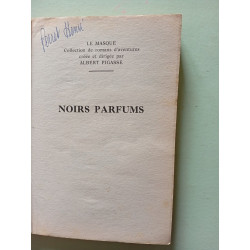 LE MASQUE
Collection de romans d'aventures
créée et dirigée par
ALBERT PIGASSE
NOIRS PARFUMS